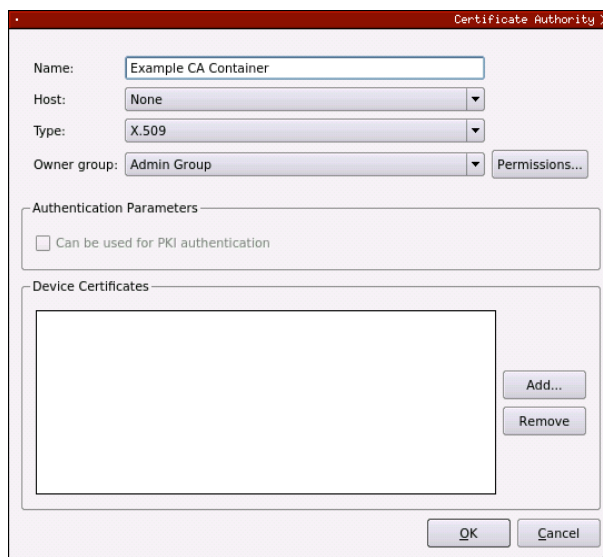 Certificate Authority
Name: Example CA Container
Host: None
Type: X.509
Owner group: Admin Group Permissions...
Authentication Parameters
Can be used for PKI authentication
Device Certificates
Add...
Remove
OK Cancel